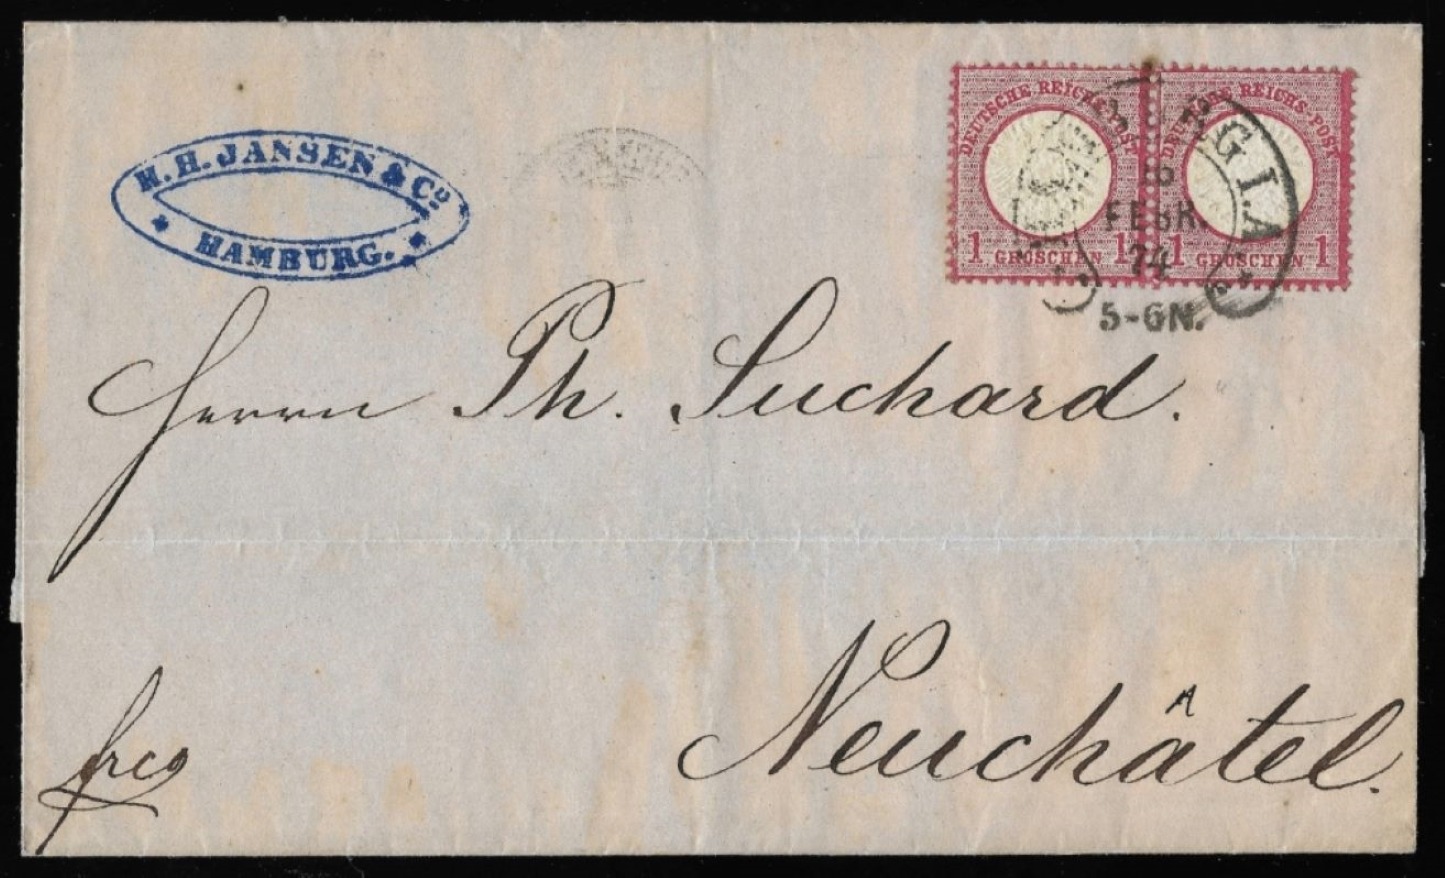 H. H. JANSEN & Co.
HAMBURG.
DEUTSCHE REICHS-POST
1 GROSCHEN 1
DEUTSCHE REICHS-POST
1 GROSCHEN 1
HAMBURG I.A.
FEBR.
74
5-6N.
Herrn Ph. Suchard.
Neuchâtel.
frco